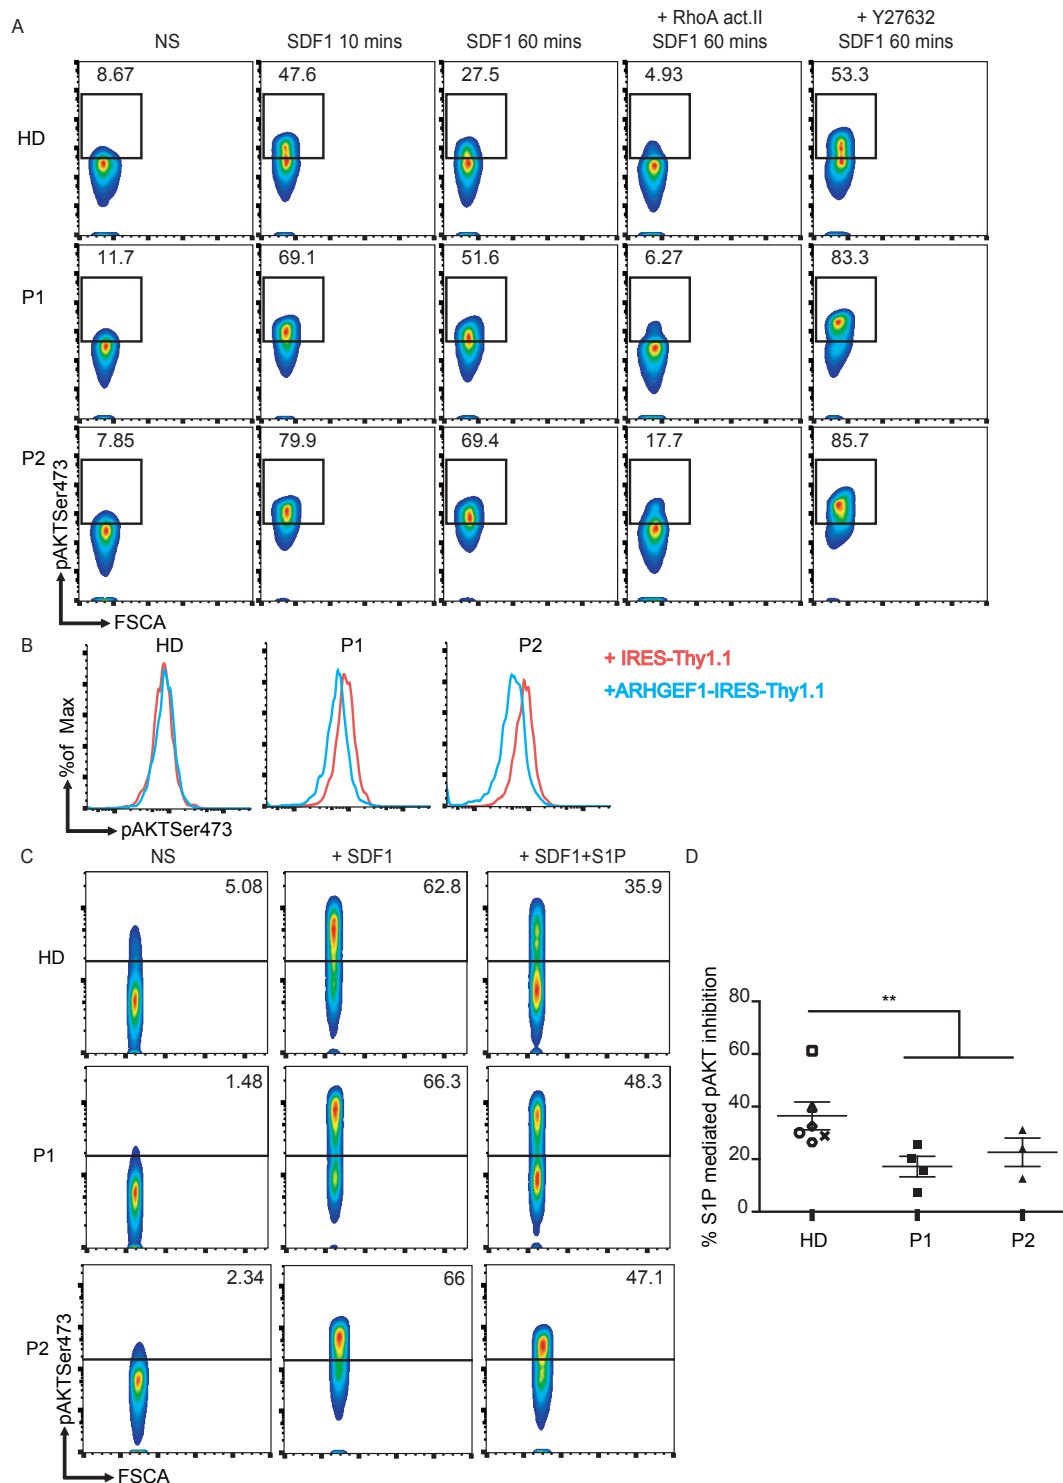 A
NS
SDF1 10 mins
SDF1 60 mins
+ RhoA act.II
SDF1 60 mins
+ Y27632
SDF1 60 mins
HD
8.67
47.6
27.5
4.93
53.3
P1
11.7
69.1
51.6
6.27
83.3
P2
7.85
79.9
69.4
17.7
85.7
pAKTSer473
FSCA
B
HD
P1
P2
+ IRES-Thy1.1
+ARHGEF1-IRES-Thy1.1
%of Max
pAKTSer473
C
NS
+ SDF1
+ SDF1+S1P
HD
5.08
62.8
35.9
P1
1.48
66.3
48.3
P2
2.34
66
47.1
pAKTSer473
FSCA
D
% S1P mediated pAKT inhibition
80
60
40
20
0
**
HD
P1
P2